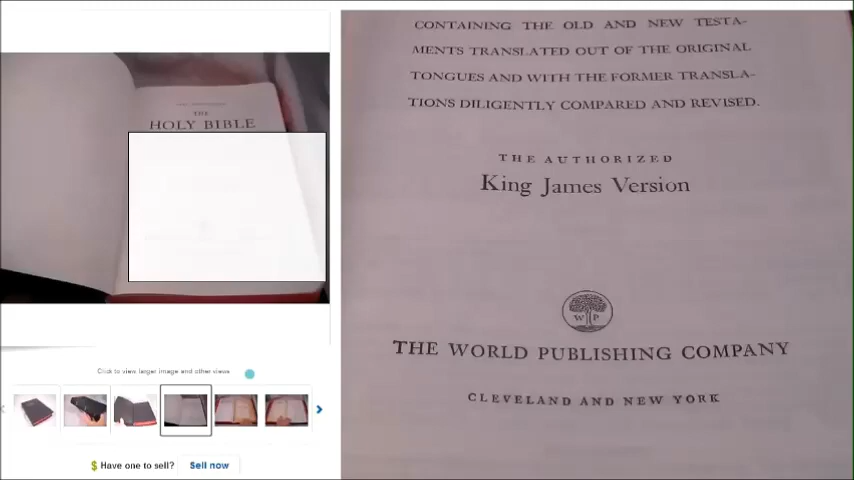 THE
HOLY BIBLE
Click to view larger image and other views
$ Have one to sell? Sell now
CONTAINING THE OLD AND NEW TESTA-
MENTS TRANSLATED OUT OF THE ORIGINAL
TONGUES AND WITH THE FORMER TRANSLA-
TIONS DILIGENTLY COMPARED AND REVISED.
THE AUTHORIZED
King James Version
W P
THE WORLD PUBLISHING COMPANY
CLEVELAND AND NEW YORK